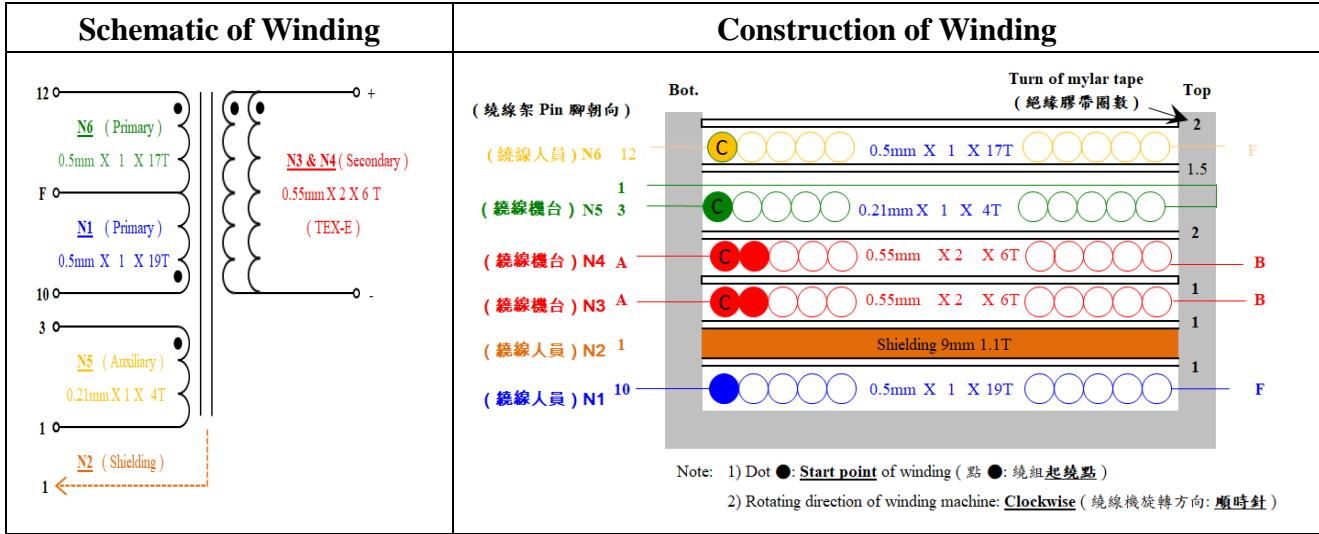 Schematic of Winding
12
N6 ( Primary )
0.5mm X 1 X 17T
F
N1 ( Primary )
0.5mm X 1 X 19T
10
3
N5 ( Auxiliary )
0.21mm X 1 X 4T
1
N2 ( Shielding )
1
+
N3 & N4 ( Secondary )
0.55mm X 2 X 6 T
( TEX-E )
-
Construction of Winding
Turn of mylar tape
( 絕緣膠帶圈數 )
Bot.
Top
( 繞線架 Pin 腳朝向 )
2
( 繞線人員 ) N6 12
C
0.5mm X 1 X 17T
F
1.5
1
( 繞線機台 ) N5 3
C
0.21mm X 1 X 4T
2
( 繞線機台 ) N4 A
C
0.55mm X 2 X 6T
B
1
( 繞線機台 ) N3 A
C
0.55mm X 2 X 6T
B
1
( 繞線人員 ) N2 1
Shielding 9mm 1.1T
1
( 繞線人員 ) N1 10
0.5mm X 1 X 19T
F
Note: 1) Dot ●: Start point of winding ( 點 ●: 繞組起繞點 )
2) Rotating direction of winding machine: Clockwise ( 繞線機旋轉方向: 順時針 )